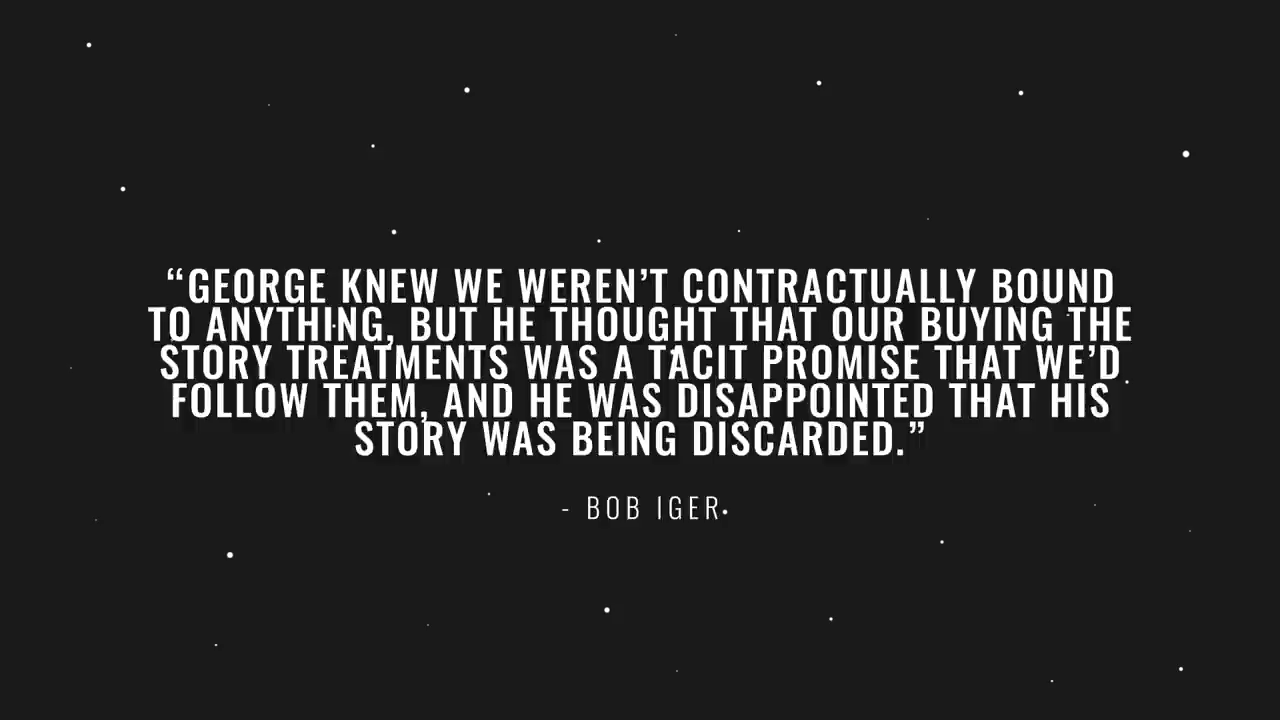 “GEORGE KNEW WE WEREN’T CONTRACTUALLY BOUND
TO ANYTHING, BUT HE THOUGHT THAT OUR BUYING THE
STORY TREATMENTS WAS A TACIT PROMISE THAT WE’D
FOLLOW THEM, AND HE WAS DISAPPOINTED THAT HIS
STORY WAS BEING DISCARDED.”
- BOB IGER